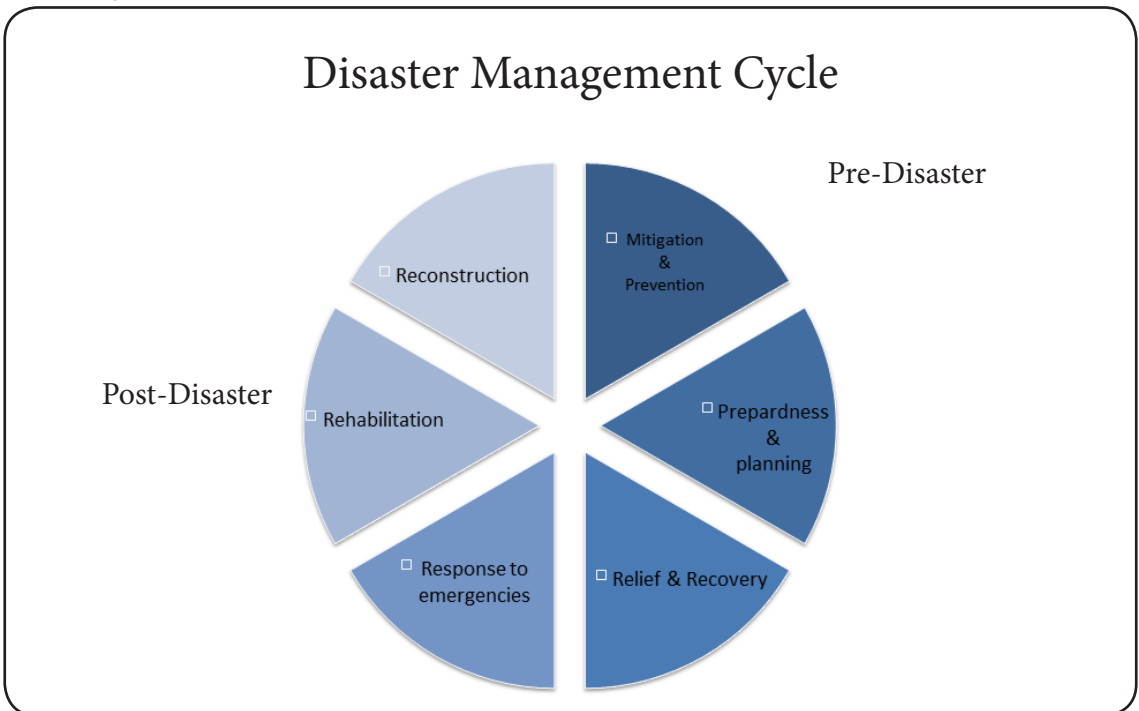 Disaster Management Cycle
Pre-Disaster
Mitigation
&
Prevention
Prepardness
&
planning
Relief & Recovery
Response to
emergencies
Post-Disaster
Rehabilitation
Reconstruction